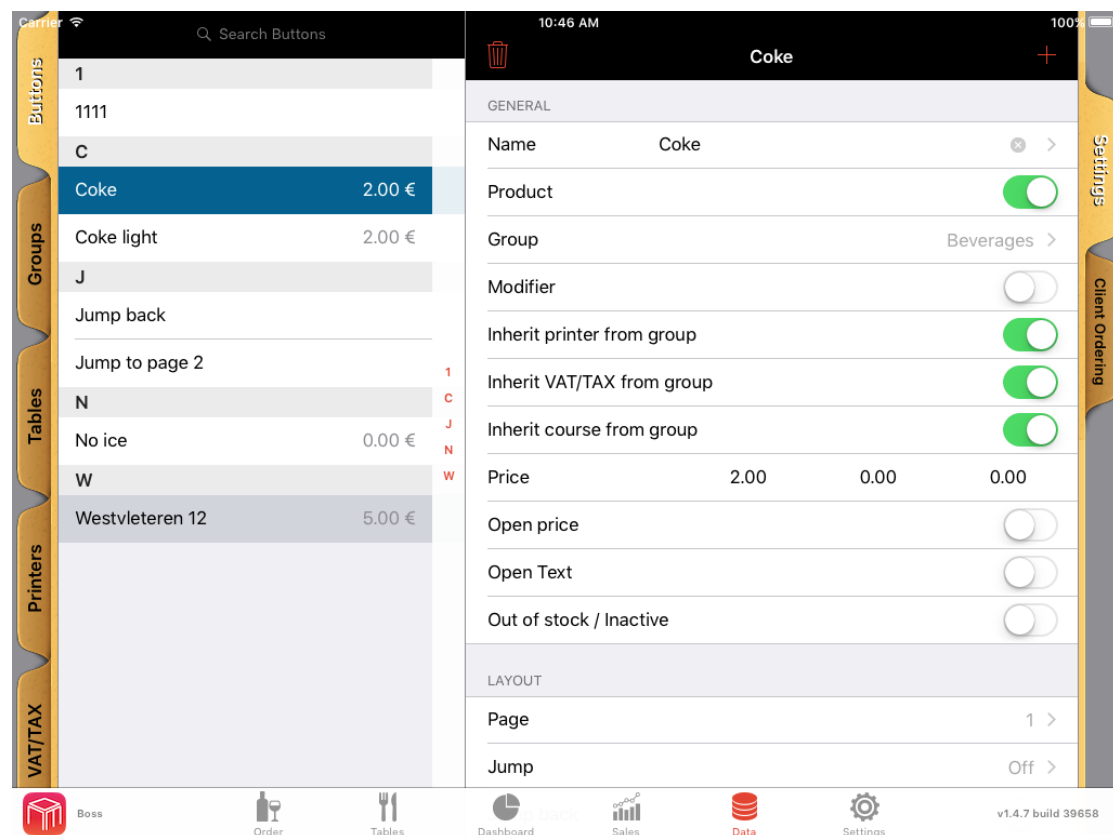 Carrier
10:46 AM
100%
Search Buttons
Coke
Buttons
Groups
Tables
Printers
VAT/TAX
1
1111
C
Coke 2.00 €
Coke light 2.00 €
J
Jump back
Jump to page 2
N
No ice 0.00 €
W
Westvleteren 12 5.00 €
1
C
J
N
W
GENERAL
Name Coke
Product
Group Beverages
Modifier
Inherit printer from group
Inherit VAT/TAX from group
Inherit course from group
Price 2.00 0.00 0.00
Open price
Open Text
Out of stock / Inactive
LAYOUT
Page 1
Jump Off
Settings
Client Ordering
Boss
Order
Tables
Dashboard
Sales
Data
Settings
back
v1.4.7 build 39658